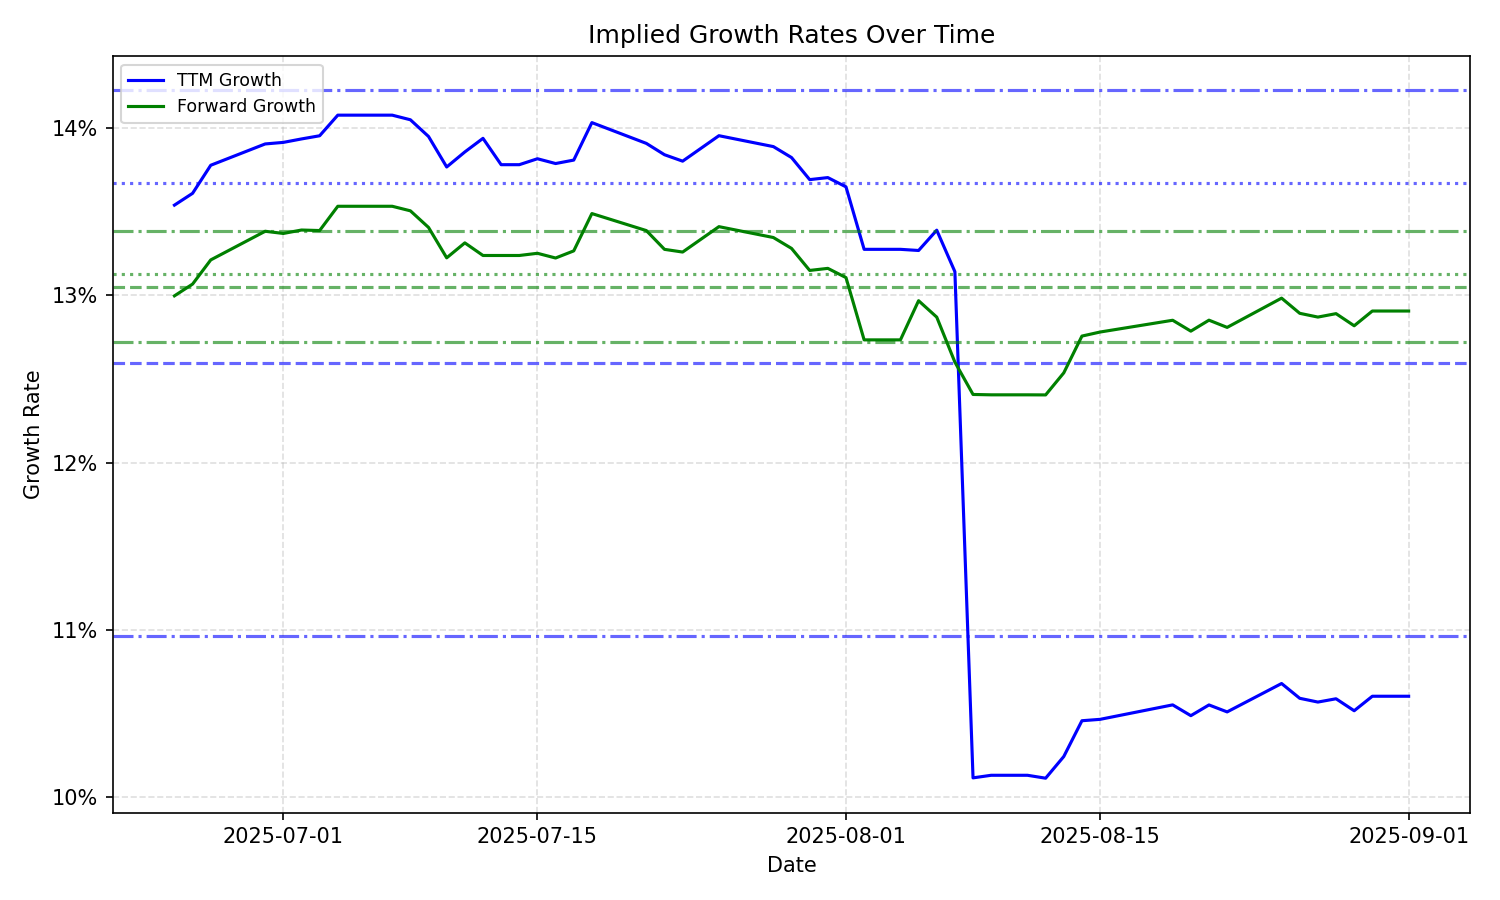 Implied Growth Rates Over Time
TTM Growth
Forward Growth
14%
13%
12%
11%
10%
Growth Rate
2025-07-01
2025-07-15
2025-08-01
2025-08-15
2025-09-01
Date